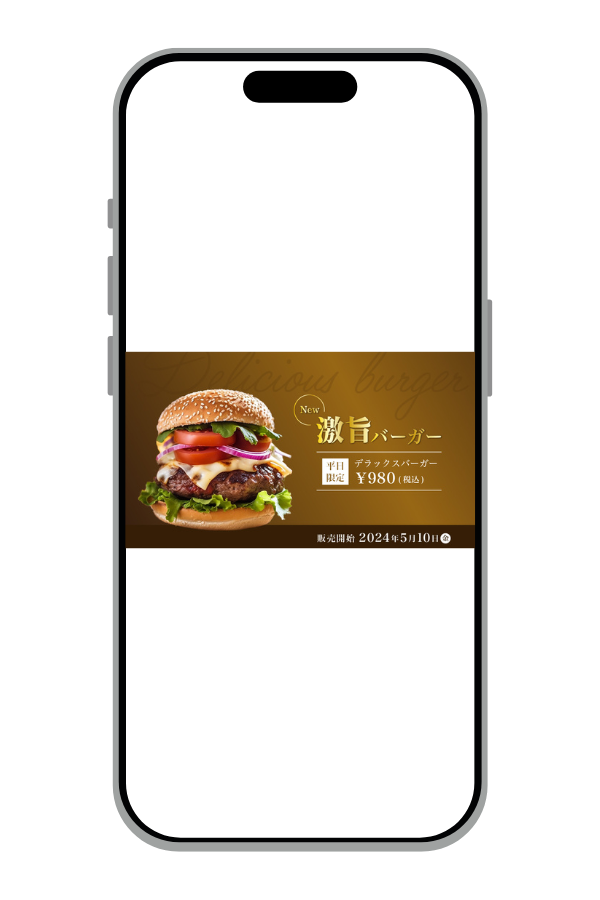 Delicious burger
New
激旨バーガー
平日
限定
デラックスバーガー
￥980(税込)
販売開始 2024年5月10日㊎